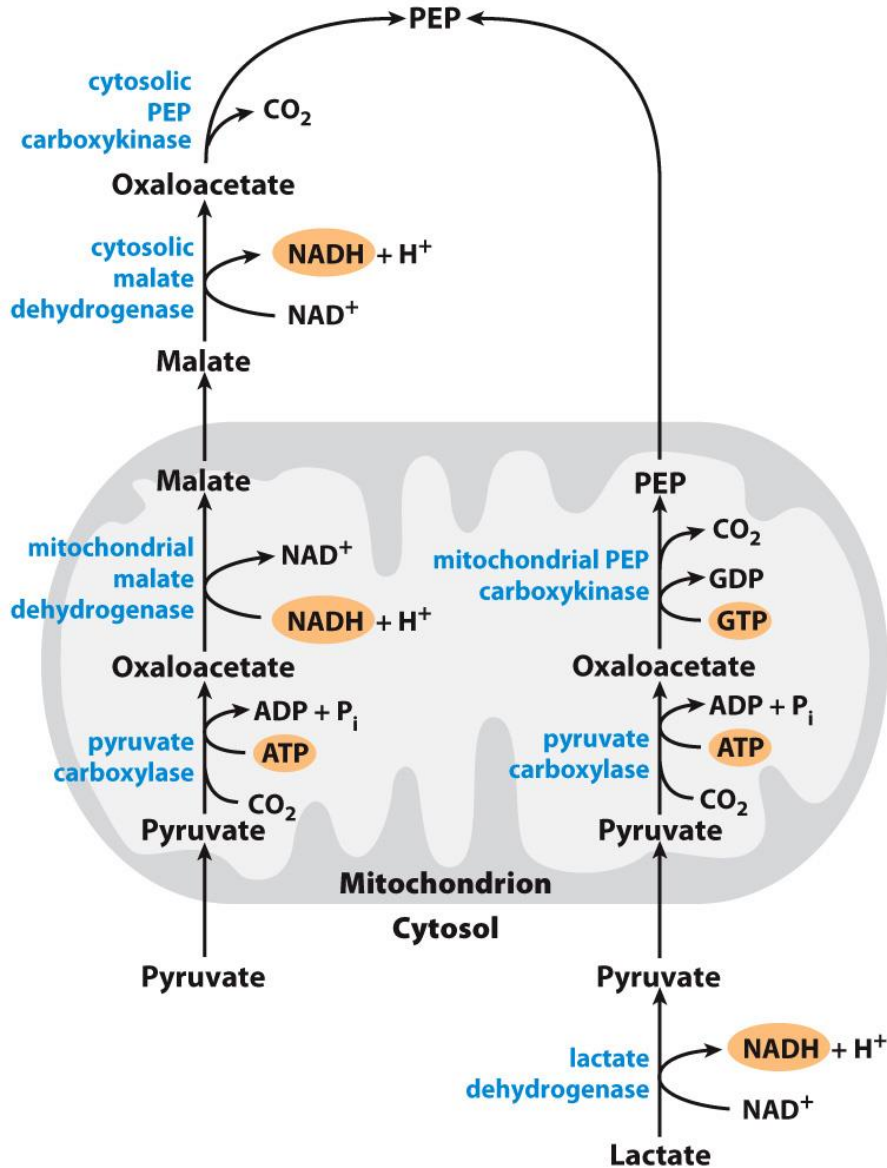 PEP
cytosolic
PEP
carboxykinase
CO₂
Oxaloacetate
cytosolic
malate
dehydrogenase
NADH + H⁺
NAD⁺
Malate
Malate
mitochondrial
malate
dehydrogenase
NAD⁺
NADH + H⁺
Oxaloacetate
pyruvate
carboxylase
ADP + Pᵢ
ATP
CO₂
Pyruvate
Pyruvate
PEP
mitochondrial PEP
carboxykinase
CO₂
GDP
GTP
Oxaloacetate
pyruvate
carboxylase
ADP + Pᵢ
ATP
CO₂
Pyruvate
Mitochondrion
Cytosol
Pyruvate
lactate
dehydrogenase
NADH + H⁺
NAD⁺
Lactate